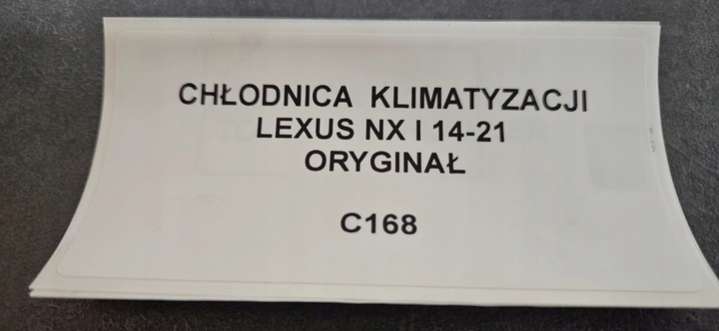 CHŁODNICA KLIMATYZACJI
LEXUS NX I 14-21
ORYGINAŁ
C168